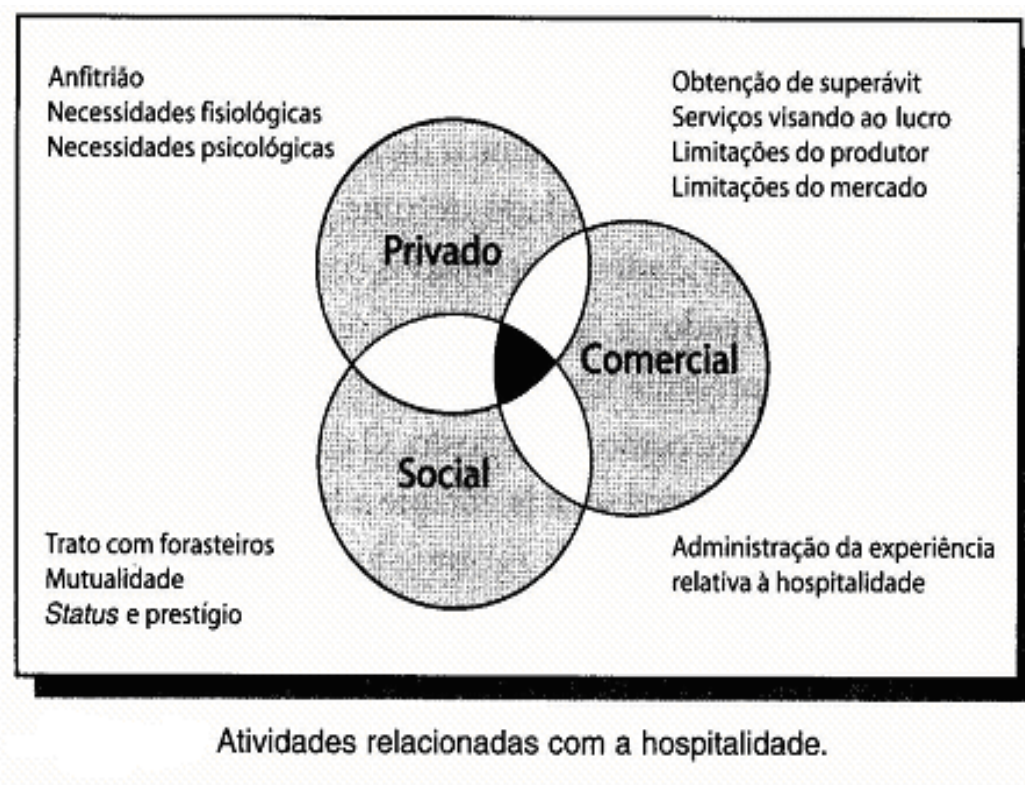 Anfitrião
Necessidades fisiológicas
Necessidades psicológicas
Obtenção de superávit
Serviços visando ao lucro
Limitações do produtor
Limitações do mercado
Privado
Comercial
Social
Trato com forasteiros
Mutualidade
Status e prestígio
Administração da experiência
relativa à hospitalidade
Atividades relacionadas com a hospitalidade.